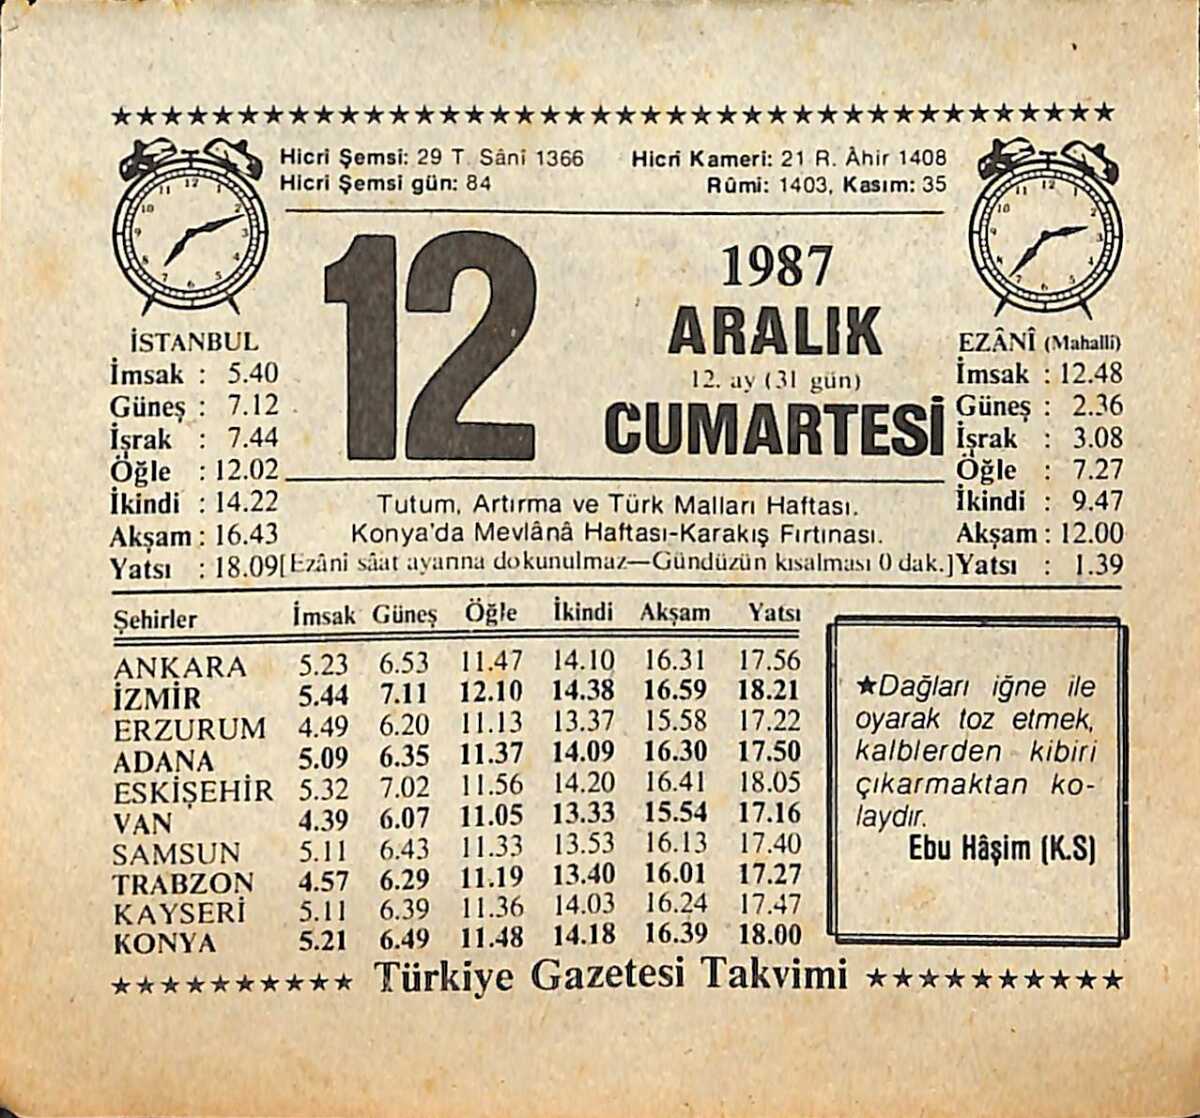 Hicrî Şemsi: 29 T. Sâni 1366 Hicrî Kameri: 21 R. Âhir 1408
Hicri Şemsi gün: 84 Rûmi: 1403, Kasım: 35
12
1987
ARALIK
12. ay (31 gün)
CUMARTESİ
İSTANBUL
İmsak : 5.40
Güneş : 7.12
İşrak : 7.44
Öğle : 12.02
İkindi : 14.22
Akşam : 16.43
Yatsı : 18.09
EZÂNÎ (Mahalli)
İmsak : 12.48
Güneş : 2.36
İşrak : 3.08
Öğle : 7.27
İkindi : 9.47
Akşam : 12.00
Yatsı : 1.39
Tutum, Artırma ve Türk Malları Haftası.
Konya'da Mevlânâ Haftası-Karakış Fırtınası.
[Ezâni sâat ayarına dokunulmaz—Gündüzün kısalması 0 dak.]
Şehirler İmsak Güneş Öğle İkindi Akşam Yatsı
ANKARA 5.23 6.53 11.47 14.10 16.31 17.56
İZMİR 5.44 7.11 12.10 14.38 16.59 18.21
ERZURUM 4.49 6.20 11.13 13.37 15.58 17.22
ADANA 5.09 6.35 11.37 14.09 16.30 17.50
ESKİŞEHİR 5.32 7.02 11.56 14.20 16.41 18.05
VAN 4.39 6.07 11.05 13.33 15.54 17.16
SAMSUN 5.11 6.43 11.33 13.53 16.13 17.40
TRABZON 4.57 6.29 11.19 13.40 16.01 17.27
KAYSERİ 5.11 6.39 11.36 14.03 16.24 17.47
KONYA 5.21 6.49 11.48 14.18 16.39 18.00
★Dağları iğne ile
oyarak toz etmek,
kalblerden kibiri
çıkarmaktan ko-
laydır.
Ebu Hâşim (K.S)
Türkiye Gazetesi Takvimi